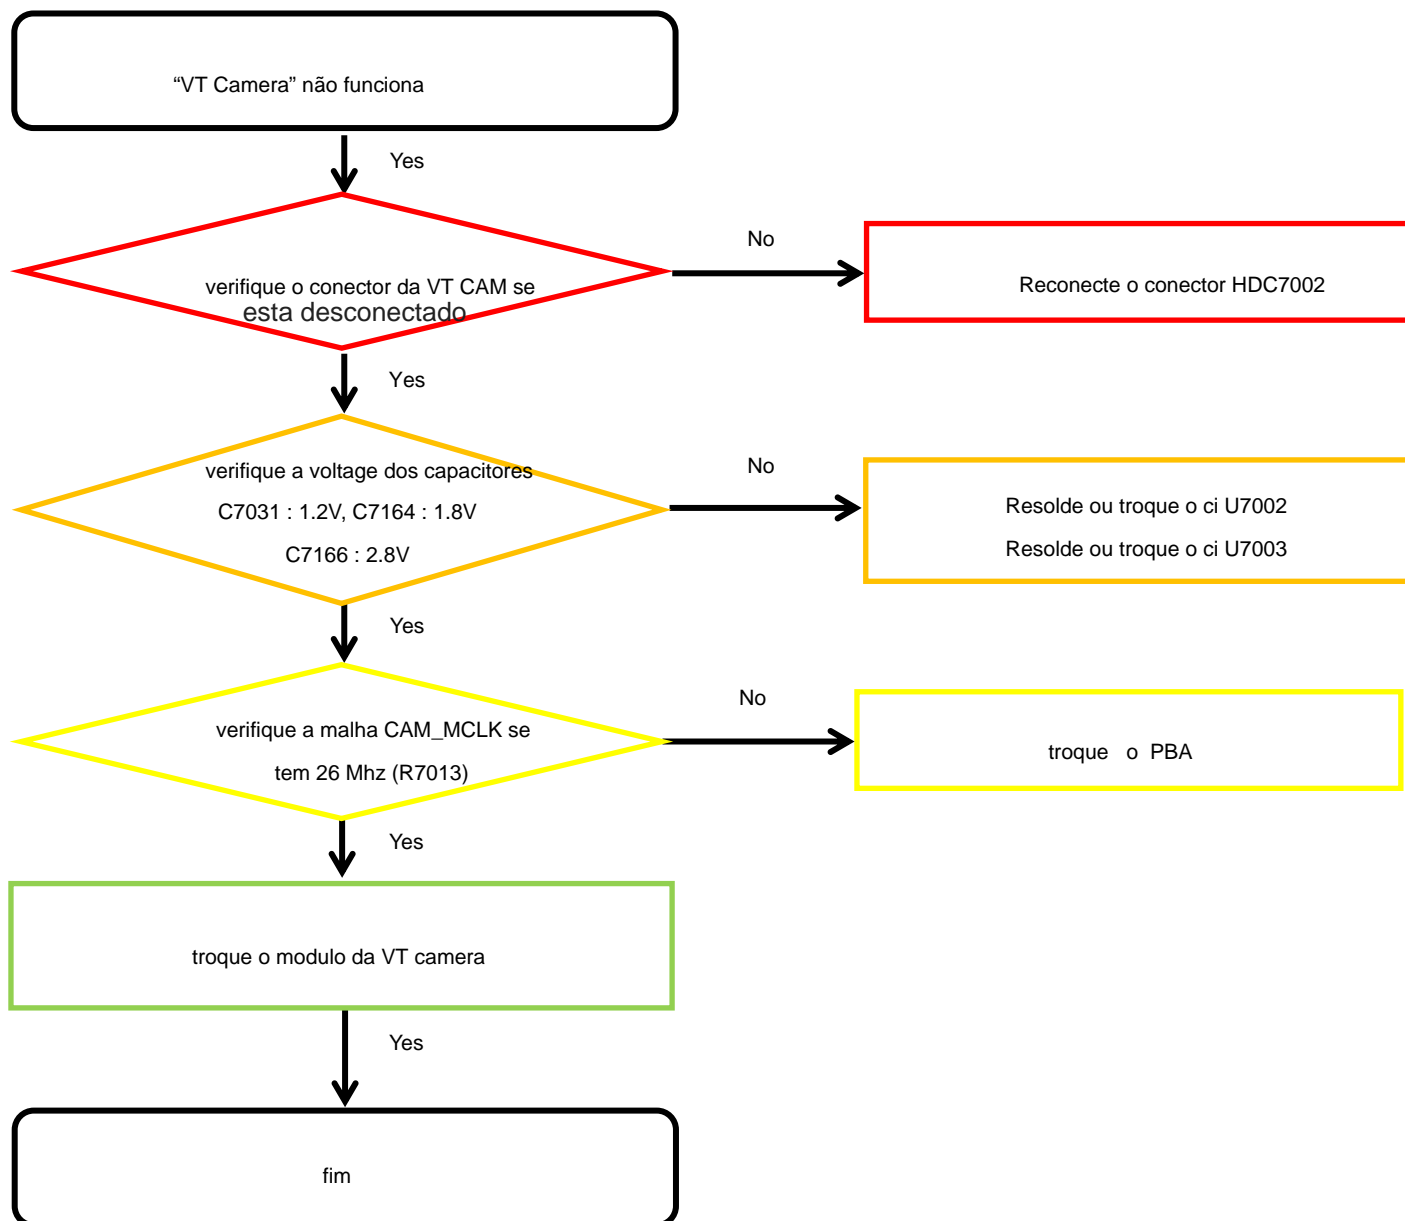 “VT Camera” não funciona
Yes
verifique o conector da VT CAM se
esta desconectado
No
Reconecte o conector HDC7002
Yes
verifique a voltage dos capacitores
C7031 : 1.2V, C7164 : 1.8V
C7166 : 2.8V
No
Resolde ou troque o ci U7002
Resolde ou troque o ci U7003
Yes
verifique a malha CAM_MCLK se
tem 26 Mhz (R7013)
No
troque o PBA
Yes
troque o modulo da VT camera
Yes
fim